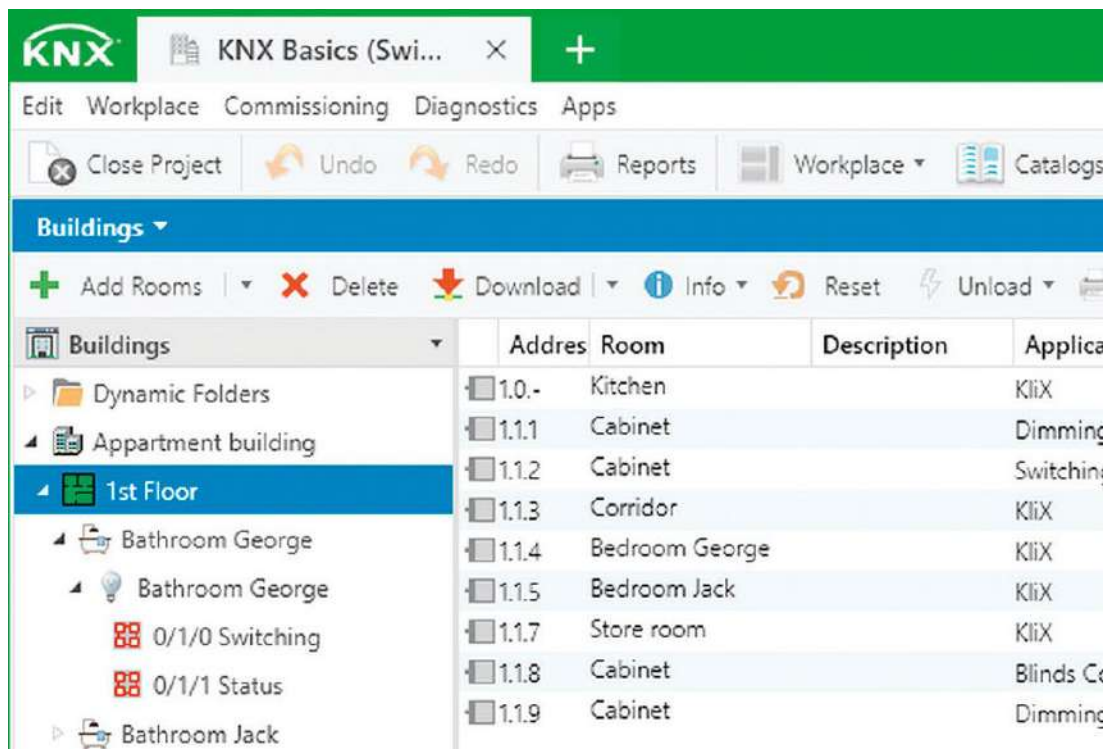 KNX KNX Basics (Swi...
Edit Workplace Commissioning Diagnostics Apps
Close Project Undo Redo Reports Workplace Catalogs
Buildings
Add Rooms Delete Download Info Reset Unload
Buildings Addres Room Description Applica
Dynamic Folders
Appartment building
1st Floor
Bathroom George
Bathroom George
0/1/0 Switching
0/1/1 Status
Bathroom Jack
1.0.- Kitchen KliX
1.1.1 Cabinet Dimming
1.1.2 Cabinet Switching
1.1.3 Corridor KliX
1.1.4 Bedroom George KliX
1.1.5 Bedroom Jack KliX
1.1.7 Store room KliX
1.1.8 Cabinet Blinds Co
1.1.9 Cabinet Dimming